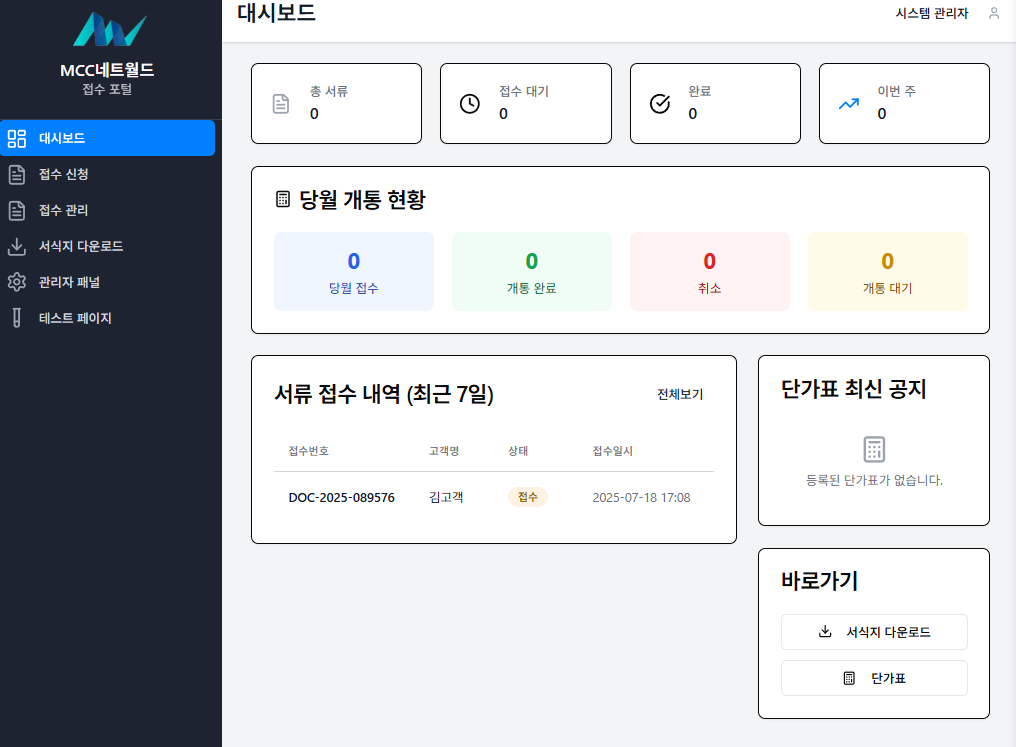 MCC네트월드
접수 포털
대시보드
접수 신청
접수 관리
서식지 다운로드
관리자 패널
테스트 페이지
대시보드
시스템 관리자
총 서류
0
접수 대기
0
완료
0
이번 주
0
당월 개통 현황
0
당월 접수
0
개통 완료
0
취소
0
개통 대기
서류 접수 내역 (최근 7일)
전체보기
접수번호 고객명 상태 접수일시
DOC-2025-089576 김고객 접수 2025-07-18 17:08
단가표 최신 공지
등록된 단가표가 없습니다.
바로가기
서식지 다운로드
단가표